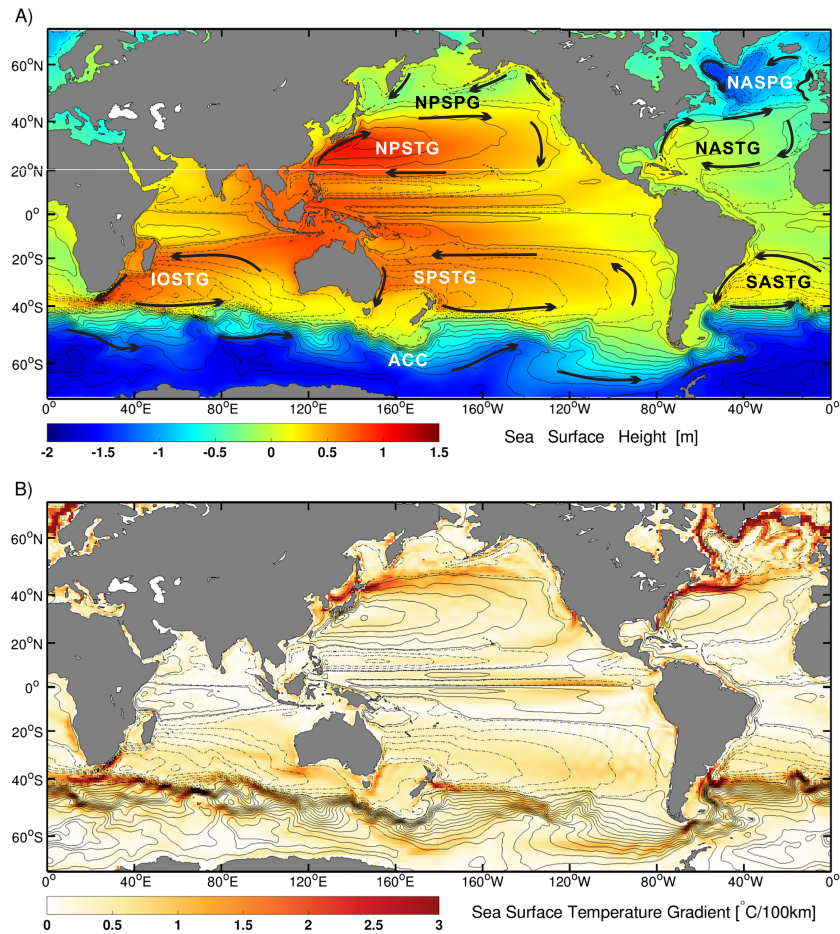 A)
60°N
40°N
20°N
0°
20°S
40°S
60°S
NASPG
NPSPG
NPSTG
NASTG
IOSTG
SPSTG
SASTG
ACC
0° 40°E 80°E 120°E 160°E 160°W 120°W 80°W 40°W 0°
-2 -1.5 -1 -0.5 0 0.5 1 1.5
Sea Surface Height [m]
B)
60°N
40°N
20°N
0°
20°S
40°S
60°S
0° 40°E 80°E 120°E 160°E 160°W 120°W 80°W 40°W 0°
0 0.5 1 1.5 2 2.5 3
Sea Surface Temperature Gradient [°C/100km]